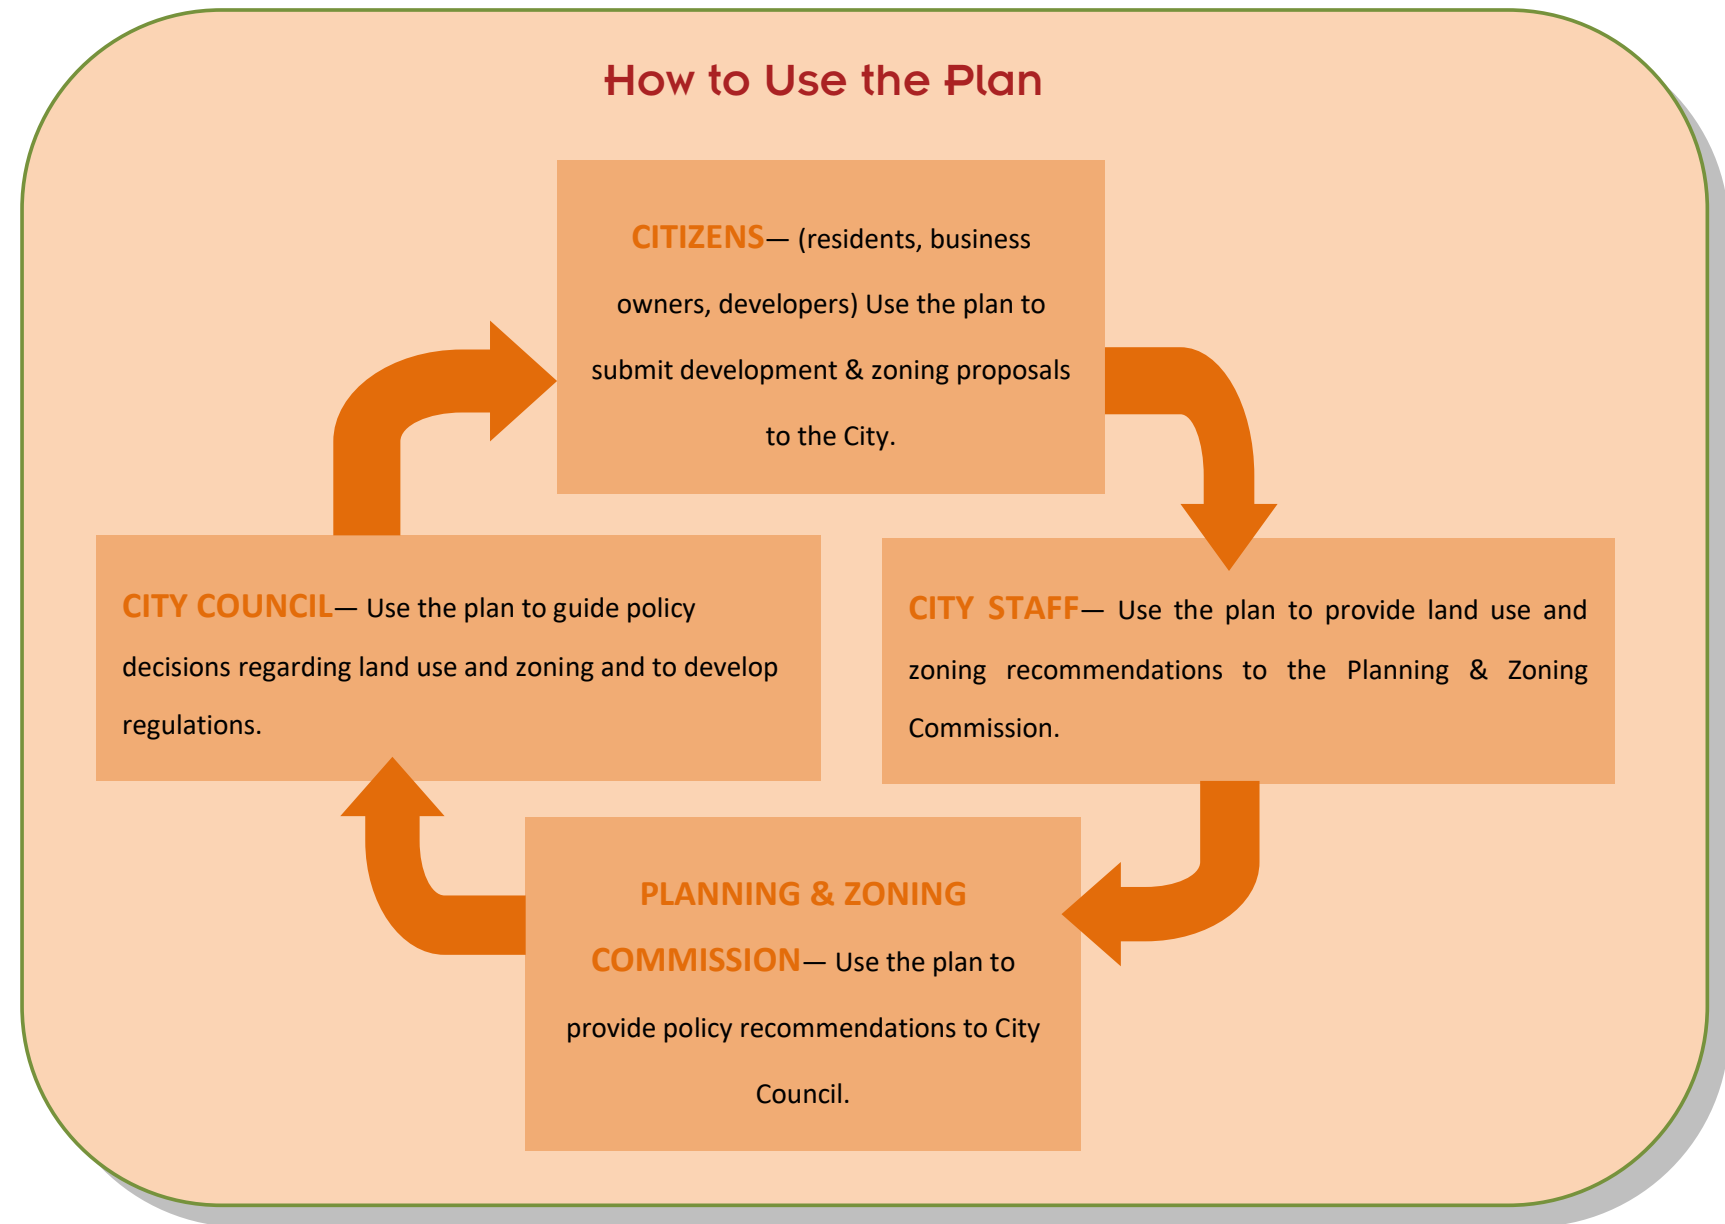 How to Use the Plan
CITIZENS— (residents, business
owners, developers) Use the plan to
submit development & zoning proposals
to the City.
CITY COUNCIL— Use the plan to guide policy
decisions regarding land use and zoning and to develop
regulations.
CITY STAFF— Use the plan to provide land use and
zoning recommendations to the Planning & Zoning
Commission.
PLANNING & ZONING
COMMISSION— Use the plan to
provide policy recommendations to City
Council.